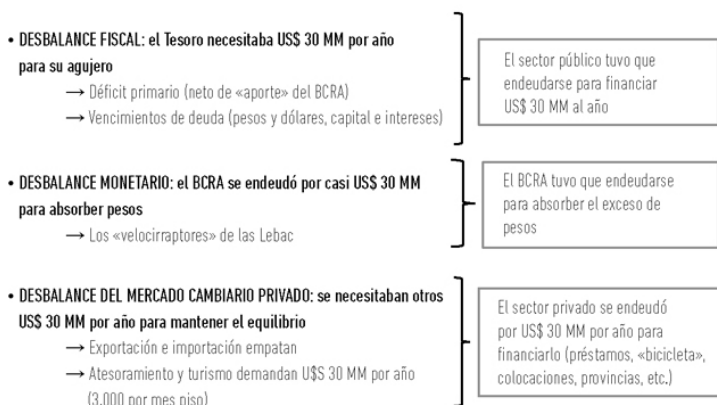 • DESBALANCE FISCAL: el Tesoro necesitaba US$ 30 MM por año
para su agujero
→ Déficit primario (neto de «aporte» del BCRA)
→ Vencimientos de deuda (pesos y dólares, capital e intereses)
El sector público tuvo que
endeudarse para financiar
US$ 30 MM al año
• DESBALANCE MONETARIO: el BCRA se endeudó por casi US$ 30 MM
para absorber pesos
→ Los «velocirraptores» de las Lebac
El BCRA tuvo que endeudarse
para absorber el exceso de
pesos
• DESBALANCE DEL MERCADO CAMBIARIO PRIVADO: se necesitaban otros
US$ 30 MM por año para mantener el equilibrio
→ Exportación e importación empatan
→ Atesoramiento y turismo demandan U$S 30 MM por año
(3.000 por mes piso)
El sector privado se endeudó
por US$ 30 MM por año para
financiarlo (préstamos, «bicicleta»,
colocaciones, provincias, etc.)